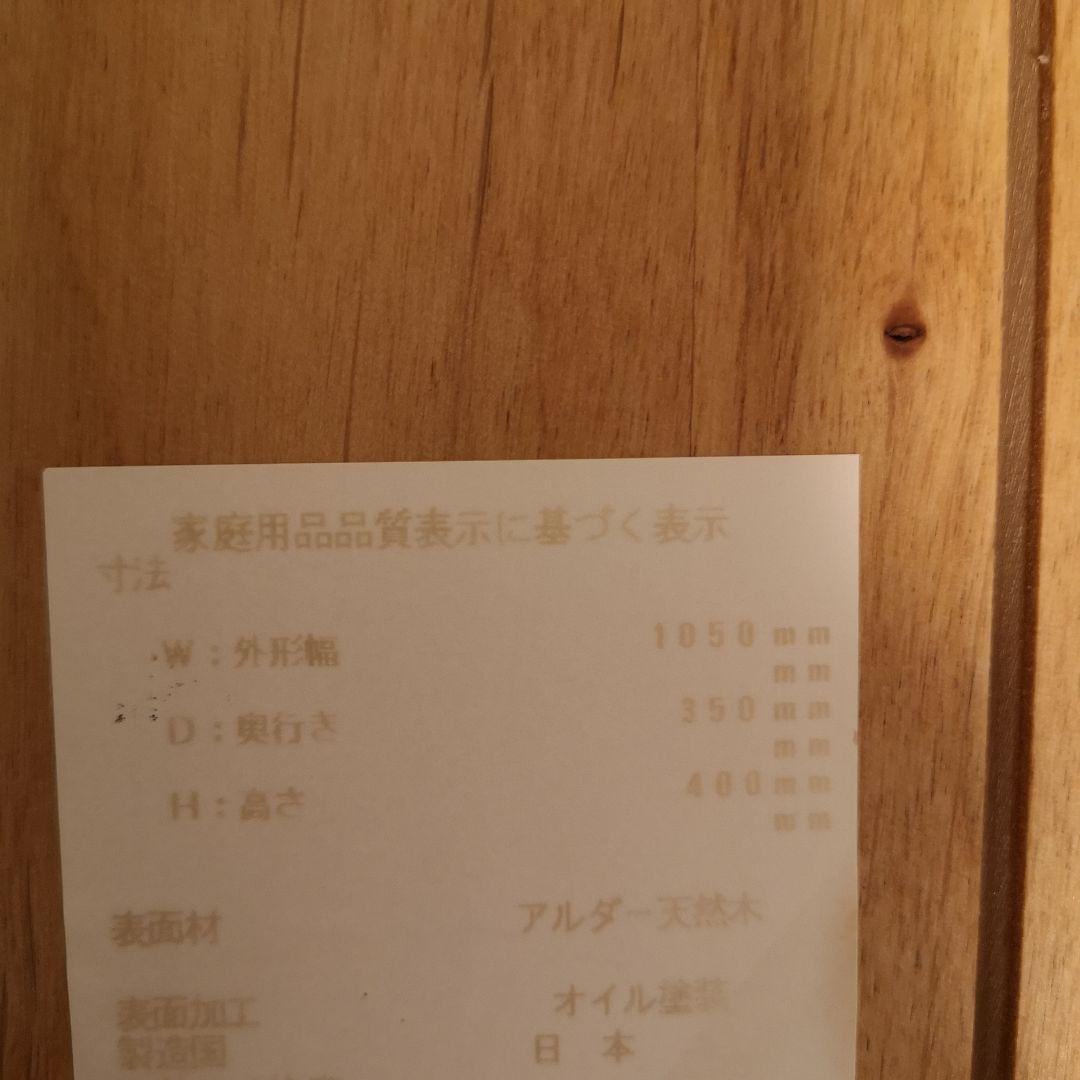 家庭用品品質表示に基づく表示
寸法
W：外形幅 1050mm
mm
D：奥行き 350mm
mm
H：高さ 400mm
mm
表面材 アルダー天然木
表面加工 オイル塗装
製造国 日本